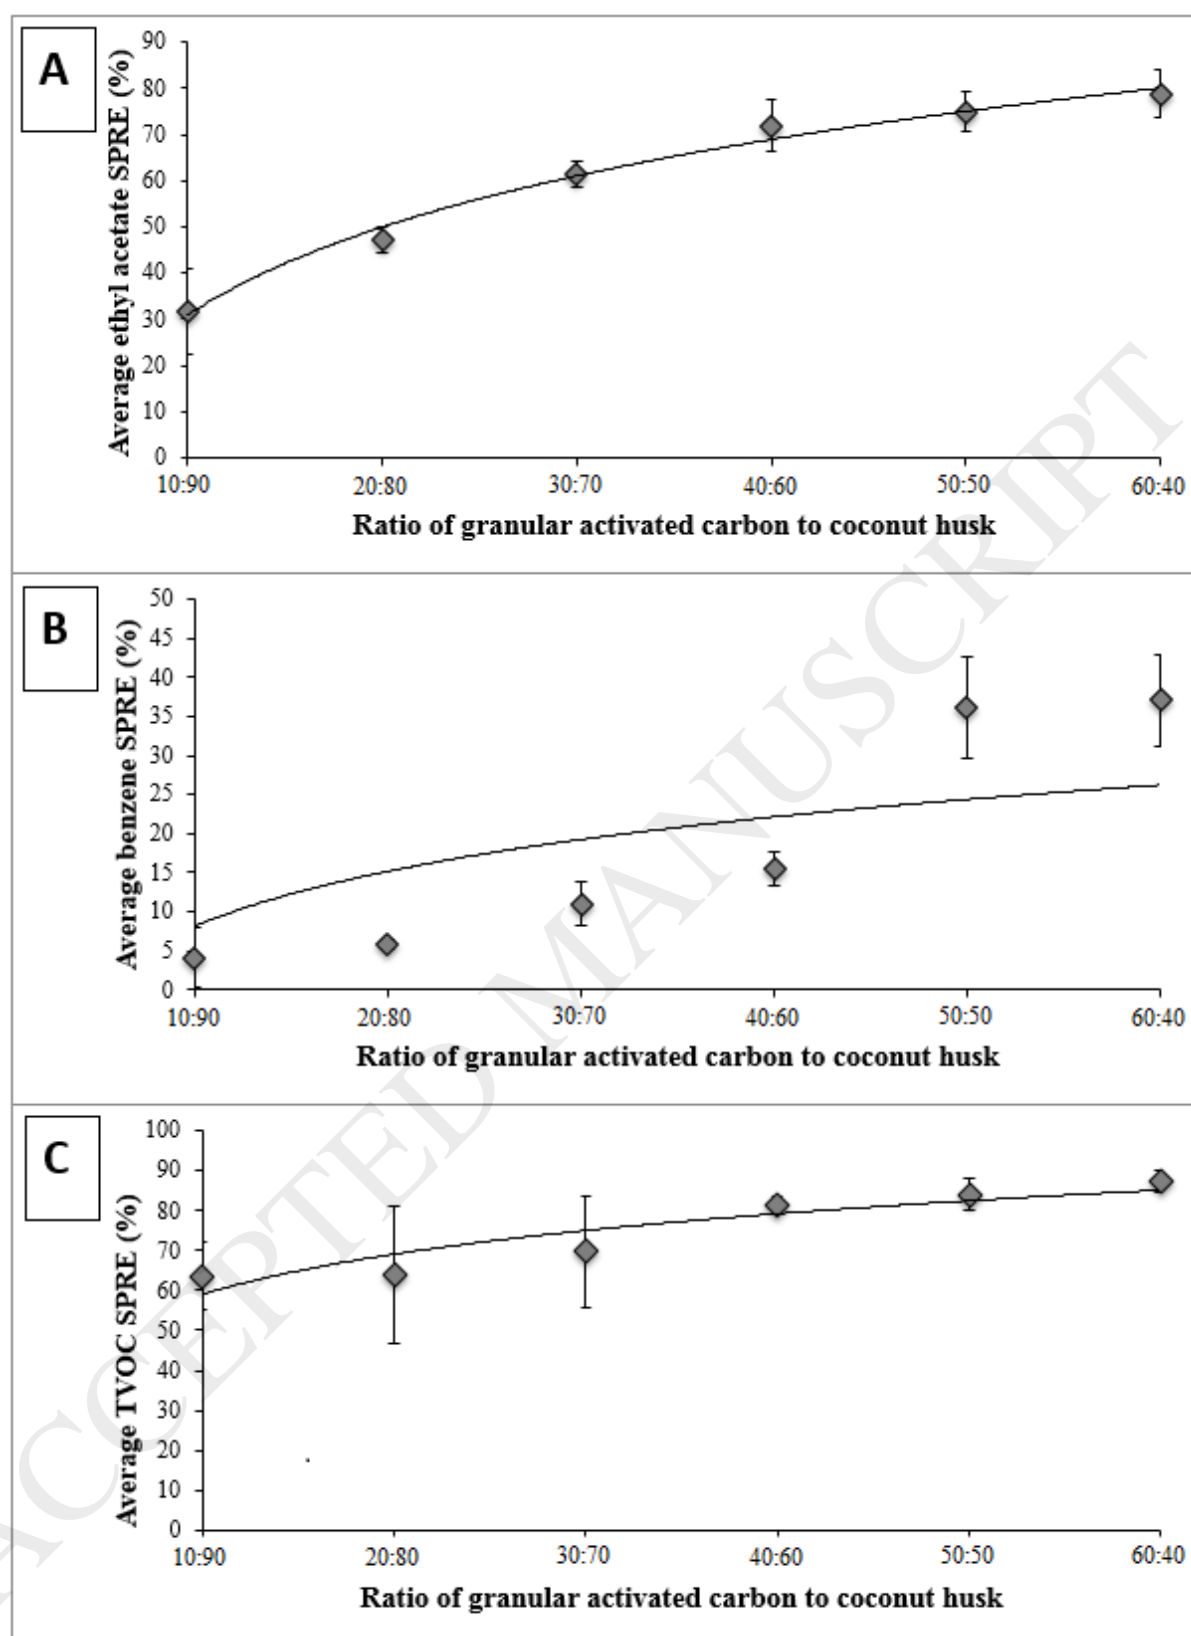 A
Average ethyl acetate SPRE (%)
90
80
70
60
50
40
30
20
10
0
10:90 20:80 30:70 40:60 50:50 60:40
Ratio of granular activated carbon to coconut husk
B
Average benzene SPRE (%)
50
45
40
35
30
25
20
15
10
5
0
10:90 20:80 30:70 40:60 50:50 60:40
Ratio of granular activated carbon to coconut husk
C
Average TVOC SPRE (%)
100
90
80
70
60
50
40
30
20
10
0
10:90 20:80 30:70 40:60 50:50 60:40
Ratio of granular activated carbon to coconut husk
ACCEPTED MANUSCRIPT